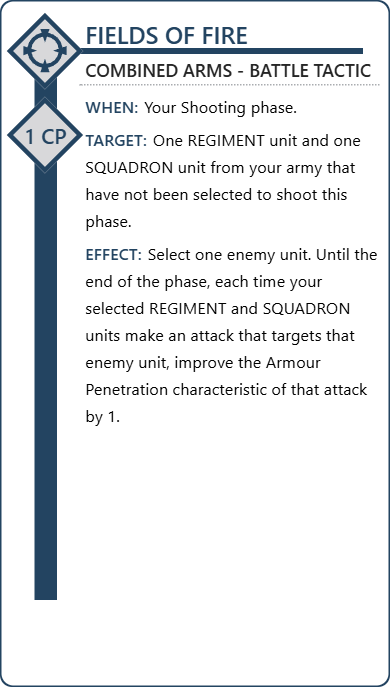 FIELDS OF FIRE
COMBINED ARMS - BATTLE TACTIC
1 CP
WHEN: Your Shooting phase.
TARGET: One REGIMENT unit and one
SQUADRON unit from your army that
have not been selected to shoot this
phase.
EFFECT: Select one enemy unit. Until the
end of the phase, each time your
selected REGIMENT and SQUADRON
units make an attack that targets that
enemy unit, improve the Armour
Penetration characteristic of that attack
by 1.